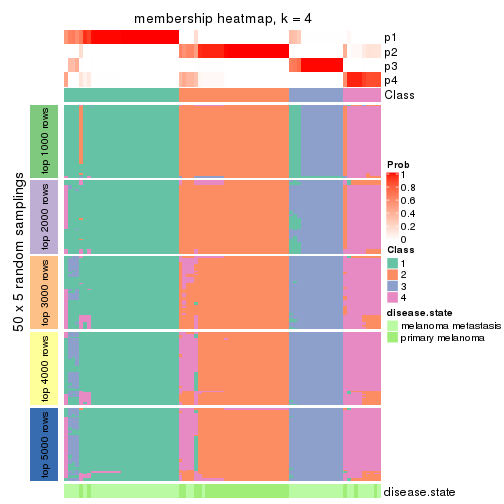 membership heatmap, k = 4
p1
p2
p3
p4
Class
50 x 5 random samplings
top 1000 rows
top 2000 rows
top 3000 rows
top 4000 rows
top 5000 rows
Prob
1
0.8
0.6
0.4
0.2
0
Class
1
2
3
4
disease.state
melanoma metastasis
primary melanoma
disease.state